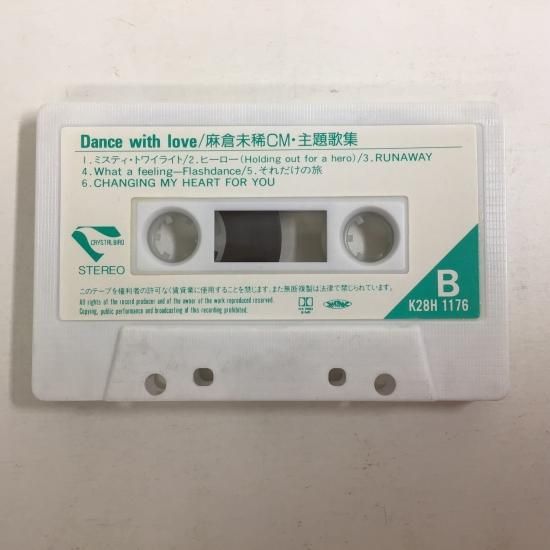 Dance with love/麻倉未稀CM・主題歌集
1.ミスティ・トワイライト/2.ヒーロー(Holding out for a hero)/3.RUNAWAY
4.What a feeling—Flashdance/5.それだけの旅
6.CHANGING MY HEART FOR YOU
CRYSTALBIRD
STEREO
このテープを権利者の許可なく賃貸業に使用することを禁じます。また無断複製は法律で禁じられています。
All rights of the record producer and of the owner of the work reproduced reserved.
Copying, public performance and broadcasting of this recording prohibited.
B
K28H 1176